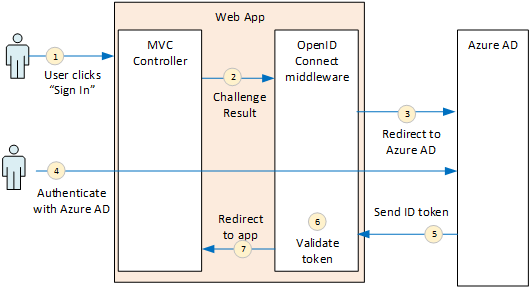 Web App
MVC
Controller
OpenID
Connect
middleware
Azure AD
1
User clicks
“Sign In”
2
Challenge
Result
3
Redirect to
Azure AD
4
Authenticate
with Azure AD
Send ID token
5
6
Validate
token
Redirect
to app
7